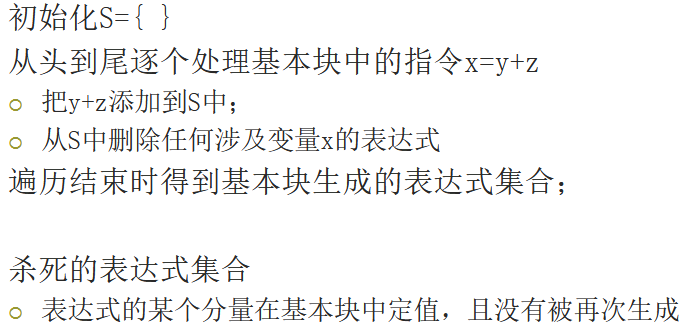 初始化S={ }
从头到尾逐个处理基本块中的指令x=y+z
把y+z添加到S中；
从S中删除任何涉及变量x的表达式
遍历结束时得到基本块生成的表达式集合；
杀死的表达式集合
表达式的某个分量在基本块中定值，且没有被再次生成